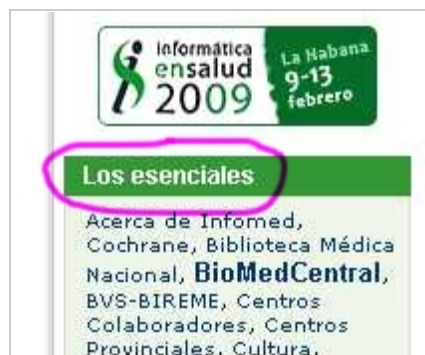 informática
ensalud
2009
La Habana
9-13
febrero
Los esenciales
Acerca de Infomed,
Cochrane, Biblioteca Médica
Nacional, BioMedCentral,
BVS-BIREME, Centros
Colaboradores, Centros
Provinciales, Cultura,